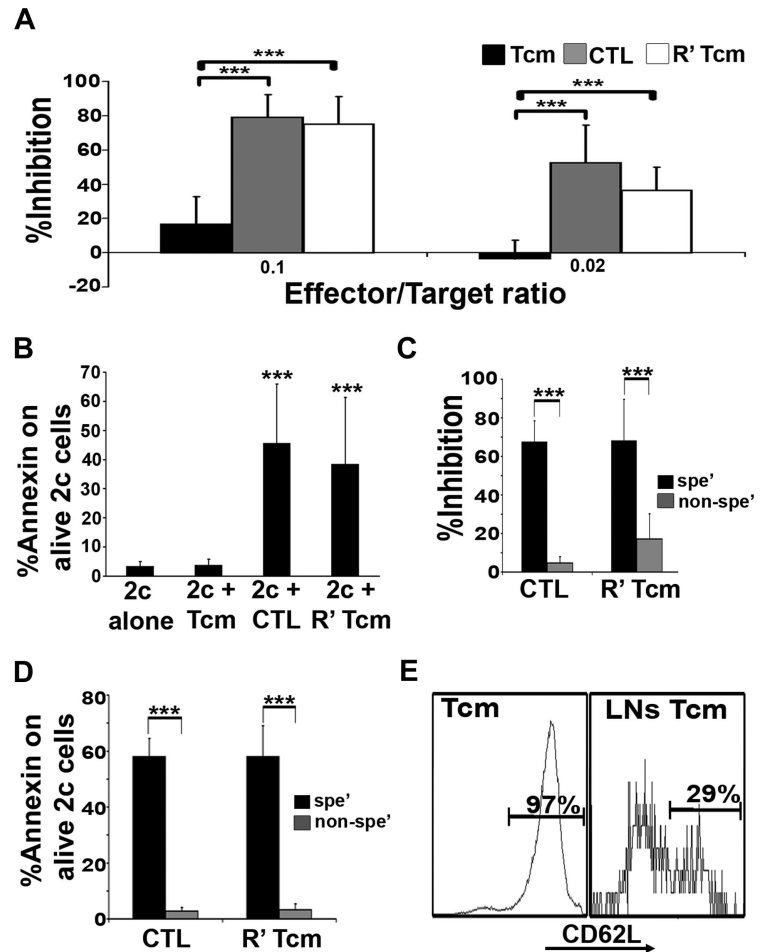 A
*** *** Tcm CTL R' Tcm
*** ***
%Inhibition
100
80
60
40
20
0
-20
0.1 0.02
Effector/Target ratio
B
%Annexin on
alive 2c cells
70
60
50
40
30
20
10
0
*** ***
2c 2c + 2c + 2c +
alone Tcm CTL R' Tcm
C
%Inhibition
100
80
60
40
20
0
*** ***
spe'
non-spe'
CTL R' Tcm
D
%Annexin on
alive 2c cells
80
60
40
20
0
*** ***
spe'
non-spe'
CTL R' Tcm
E
Tcm LNs Tcm
97% 29%
CD62L